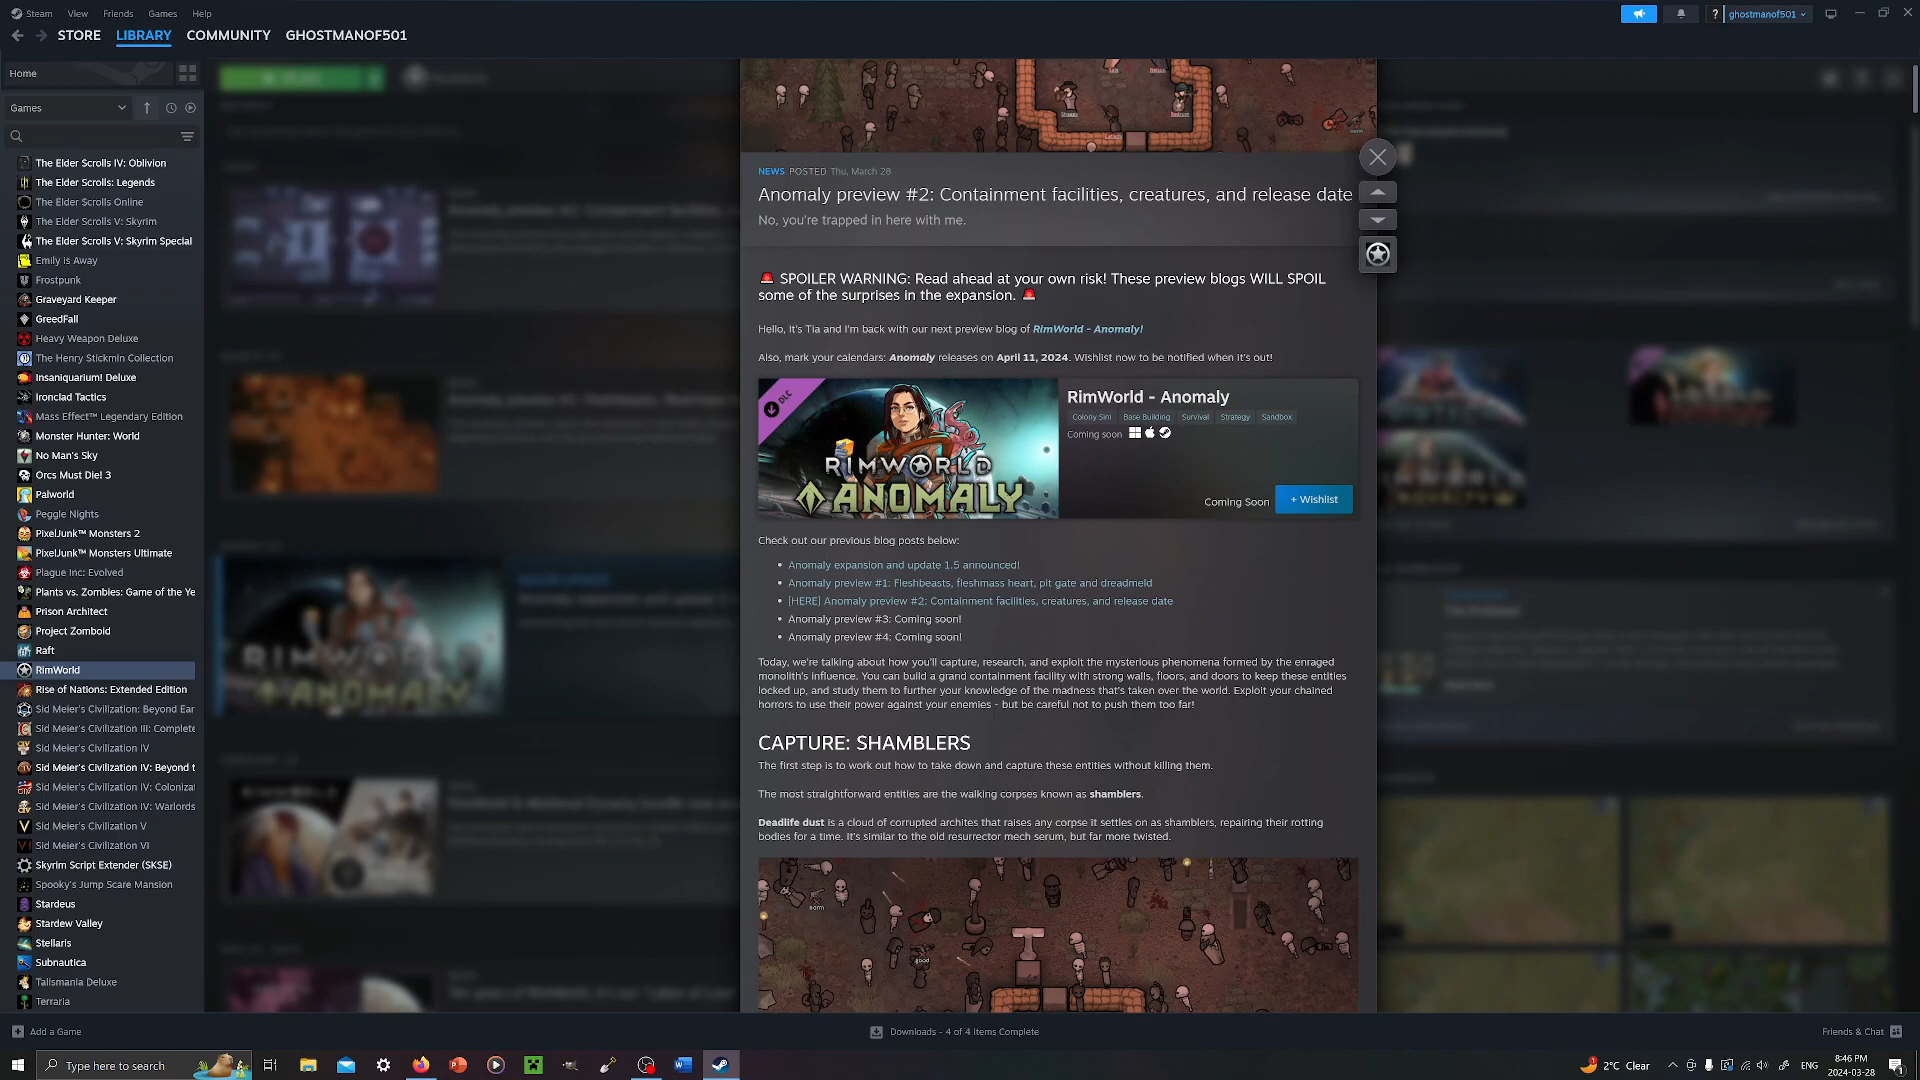 Steam View Friends Games Help
? ghostmanof501
STORE LIBRARY COMMUNITY GHOSTMANOF501
Home
Games
The Elder Scrolls IV: Oblivion
The Elder Scrolls: Legends
The Elder Scrolls Online
The Elder Scrolls V: Skyrim
The Elder Scrolls V: Skyrim Special
Emily is Away
Frostpunk
Graveyard Keeper
GreedFall
Heavy Weapon Deluxe
The Henry Stickmin Collection
Insaniquarium! Deluxe
Ironclad Tactics
Mass Effect™ Legendary Edition
Monster Hunter: World
No Man's Sky
Orcs Must Die! 3
Palworld
Peggle Nights
PixelJunk™ Monsters 2
PixelJunk™ Monsters Ultimate
Plague Inc: Evolved
Plants vs. Zombies: Game of the Ye
Prison Architect
Project Zomboid
Raft
RimWorld
Rise of Nations: Extended Edition
Sid Meier's Civilization: Beyond Ear
Sid Meier's Civilization III: Complete
Sid Meier's Civilization IV
Sid Meier's Civilization IV: Beyond t
Sid Meier's Civilization IV: Colonizat
Sid Meier's Civilization IV: Warlords
Sid Meier's Civilization V
Sid Meier's Civilization VI
Skyrim Script Extender (SKSE)
Spooky's Jump Scare Mansion
Stardeus
Stardew Valley
Stellaris
Subnautica
Talismania Deluxe
Terraria
NEWS POSTED Thu, March 28
Anomaly preview #2: Containment facilities, creatures, and release date
No, you're trapped in here with me.
SPOILER WARNING: Read ahead at your own risk! These preview blogs WILL SPOIL
some of the surprises in the expansion.
Hello, it's Tia and I'm back with our next preview blog of RimWorld - Anomaly!
Also, mark your calendars: Anomaly releases on April 11, 2024. Wishlist now to be notified when it's out!
DLC
RIMWORLD
ANOMALY
RimWorld - Anomaly
Colony Sim Base Building Survival Strategy Sandbox
Coming soon
Coming Soon + Wishlist
Check out our previous blog posts below:
• Anomaly expansion and update 1.5 announced!
• Anomaly preview #1: Fleshbeasts, fleshmass heart, pit gate and dreadmeld
• [HERE] Anomaly preview #2: Containment facilities, creatures, and release date
• Anomaly preview #3: Coming soon!
• Anomaly preview #4: Coming soon!
Today, we're talking about how you'll capture, research, and exploit the mysterious phenomena formed by the enraged
monolith's influence. You can build a grand containment facility with strong walls, floors, and doors to keep these entities
locked up, and study them to further your knowledge of the madness that's taken over the world. Exploit your chained
horrors to use their power against your enemies - but be careful not to push them too far!
CAPTURE: SHAMBLERS
The first step is to work out how to take down and capture these entities without killing them.
The most straightforward entities are the walking corpses known as shamblers.
Deadlife dust is a cloud of corrupted archites that raises any corpse it settles on as shamblers, repairing their rotting
bodies for a time. It's similar to the old resurrector mech serum, but far more twisted.
Add a Game
Downloads - 4 of 4 Items Complete
Friends & Chat
Type here to search
2°C Clear
ENG
8:46 PM
2024-03-28